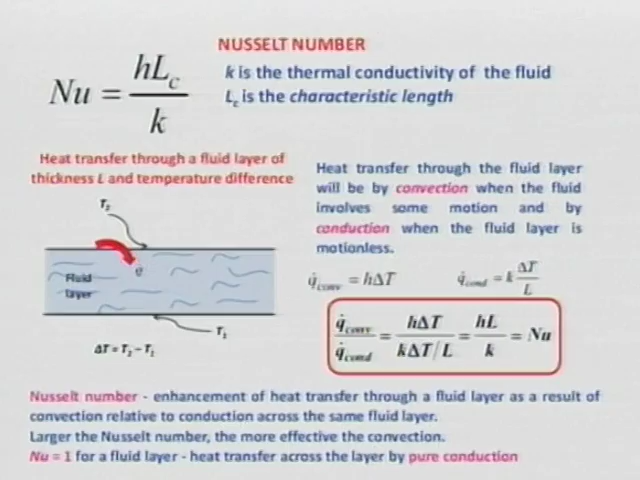 NUSSELT NUMBER
Nu = hL_c / k
k is the thermal conductivity of the fluid
L_c is the characteristic length
Heat transfer through a fluid layer of
thickness L and temperature difference
Heat transfer through the fluid layer
will be by convection when the fluid
involves some motion and by
conduction when the fluid layer is
motionless.
T₂
Fluid
layer
T₁
ΔT = T₂ – T₁
q̇_conv = hΔT
q̇_cond = k ΔT / L
q̇_conv / q̇_cond = hΔT / kΔT/L = hL / k = Nu
Nusselt number - enhancement of heat transfer through a fluid layer as a result of
convection relative to conduction across the same fluid layer.
Larger the Nusselt number, the more effective the convection.
Nu = 1 for a fluid layer - heat transfer across the layer by pure conduction